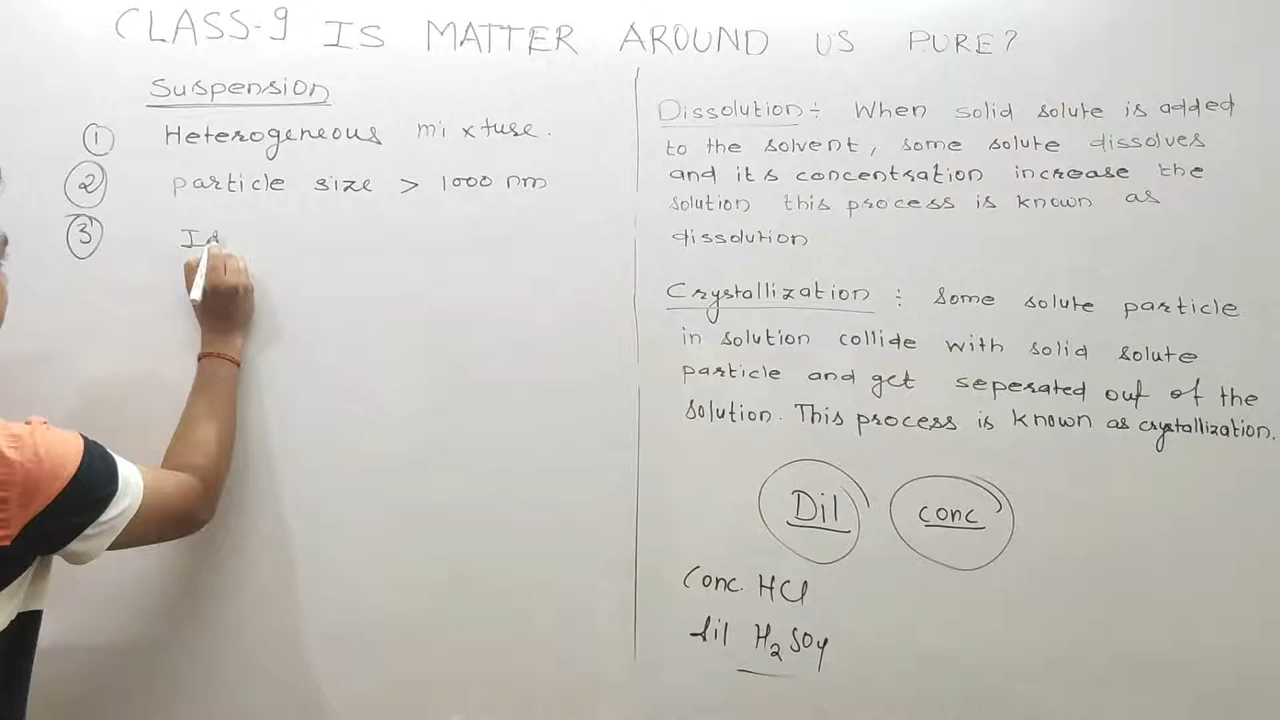 CLASS-9 IS MATTER AROUND US PURE?
Suspension
1 Heterogeneous mixture.
2 particle size > 1000 nm
3 Is
Dissolution ÷ When solid solute is added
to the solvent, some solute dissolves
and its concentration increase the
solution this process is known as
dissolution
Crystallization : Some solute particle
in solution collide with solid solute
particle and get seperated out of the
solution. This process is known as crystallization.
Dil conc
Conc. HCl
dil H₂SO₄